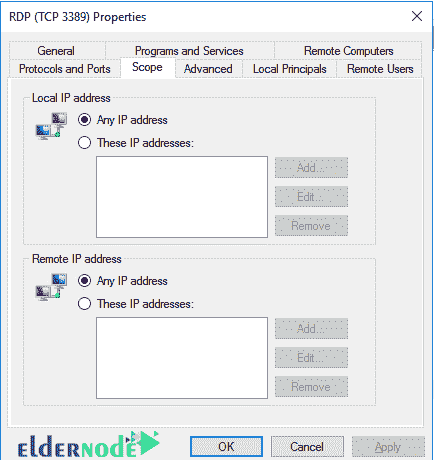 RDP (TCP 3389) Properties
General Programs and Services Remote Computers
Protocols and Ports Scope Advanced Local Principals Remote Users
Local IP address
Any IP address
These IP addresses:
Add...
Edit...
Remove
Remote IP address
Any IP address
These IP addresses:
Add...
Edit...
Remove
elderNode
OK Cancel Apply